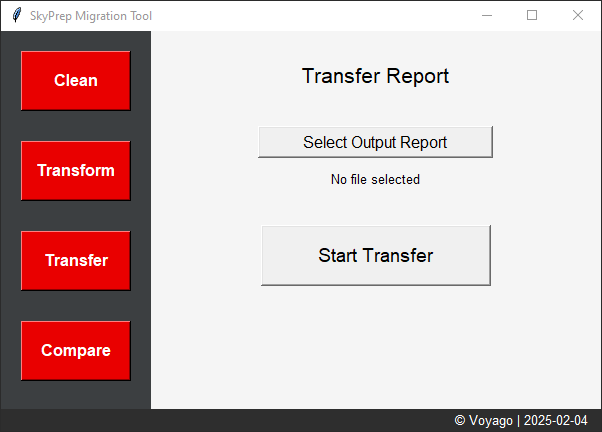 SkyPrep Migration Tool
Clean
Transform
Transfer
Compare
Transfer Report
Select Output Report
No file selected
Start Transfer
© Voyago | 2025-02-04